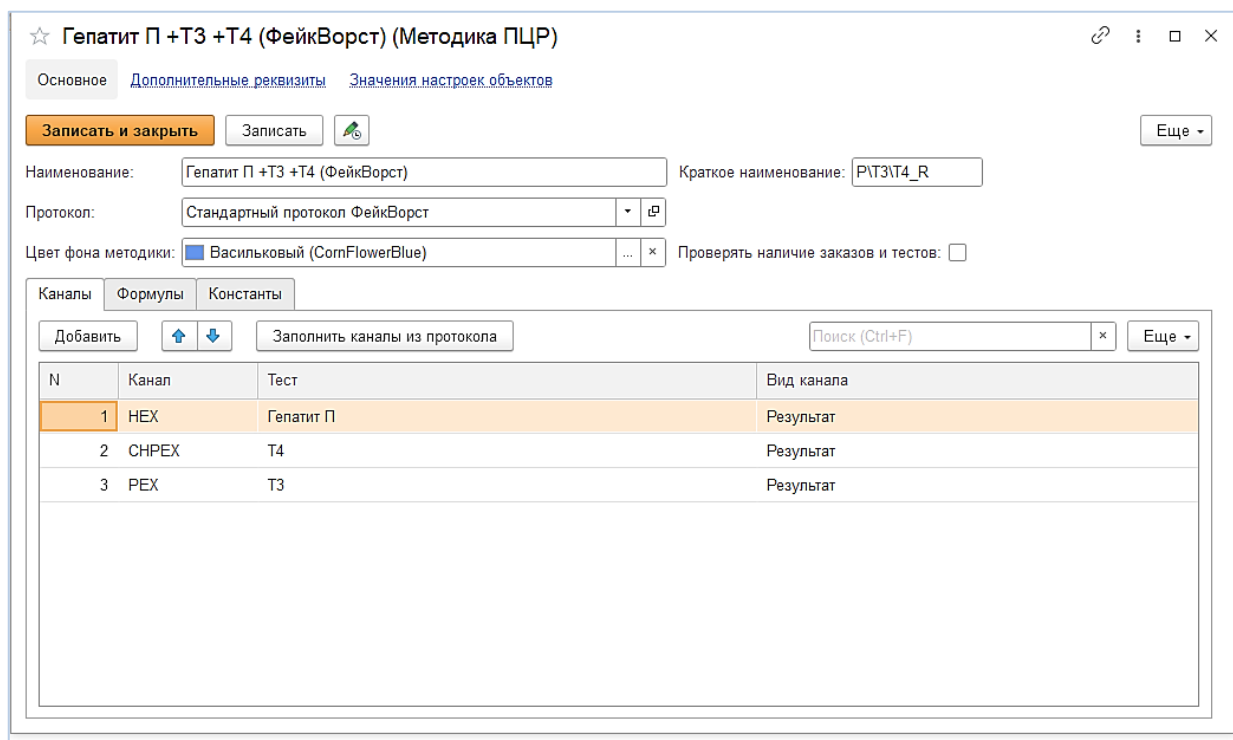 Гепатит П +Т3 +Т4 (ФейкВорст) (Методика ПЦР)
Основное Дополнительные реквизиты Значения настроек объектов
Записать и закрыть Записать Еще
Наименование: Гепатит П +Т3 +Т4 (ФейкВорст) Краткое наименование: P\T3\T4_R
Протокол: Стандартный протокол ФейкВорст
Цвет фона методики: Васильковый (CornFlowerBlue) ... × Проверять наличие заказов и тестов:
Каналы Формулы Константы
Добавить Заполнить каналы из протокола Поиск (Ctrl+F) × Еще
N Канал Тест Вид канала
1 HEX Гепатит П Результат
2 CHPEX Т4 Результат
3 PEX Т3 Результат